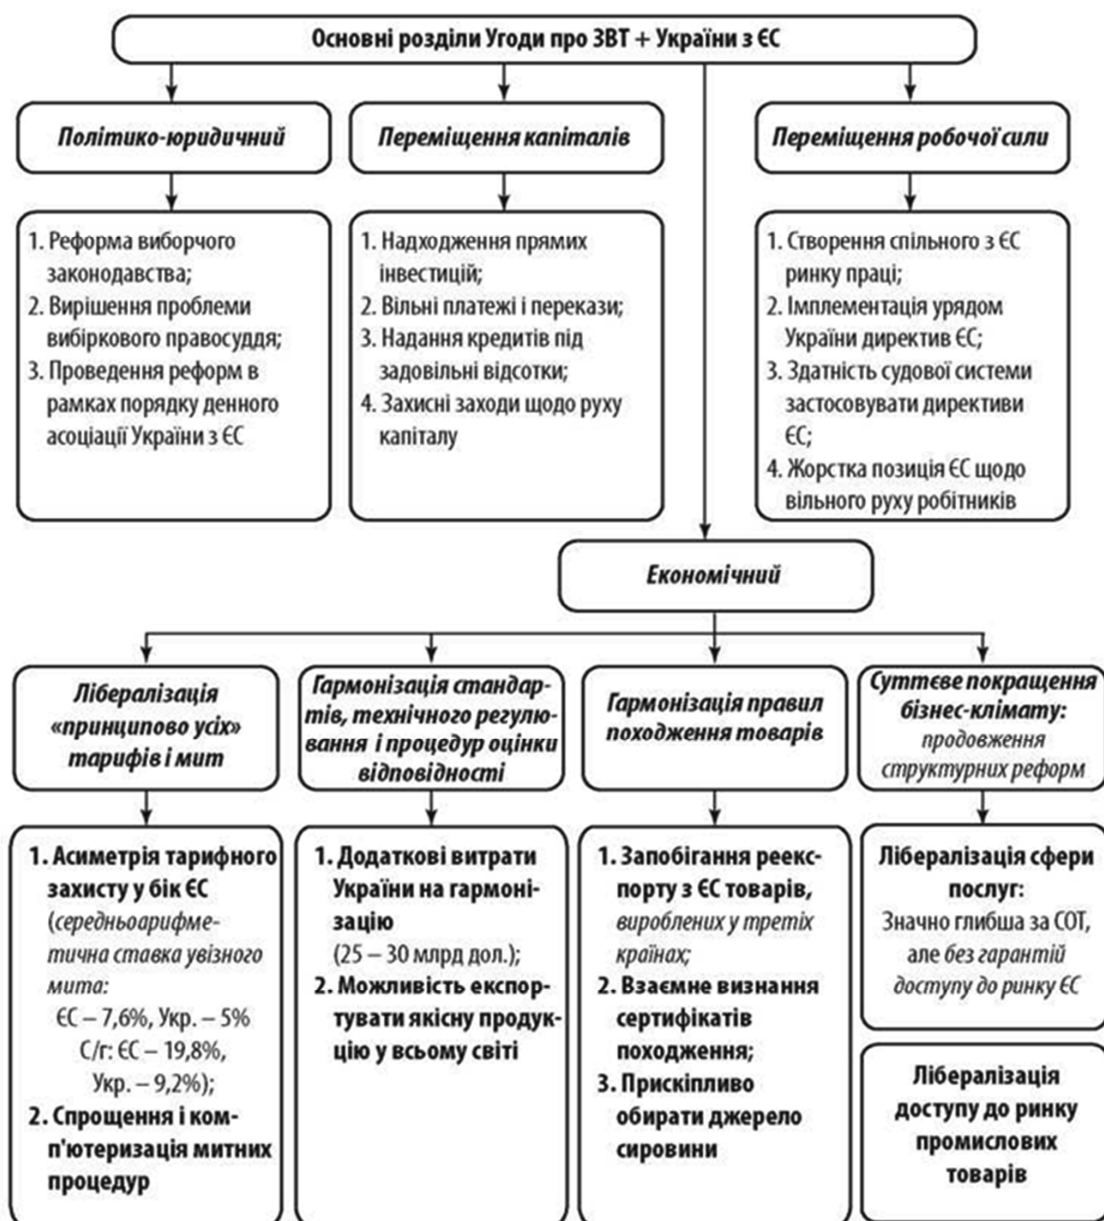 Основні розділи Угоди про ЗВТ + України з ЄС
Політико-юридичний
1. Реформа виборчого
законодавства;
2. Вирішення проблеми
вибіркового правосуддя;
3. Проведення реформ в
рамках порядку денного
асоціації України з ЄС
Переміщення капіталів
1. Надходження прямих
інвестицій;
2. Вільні платежі і перекази;
3. Надання кредитів під
задовільні відсотки;
4. Захисні заходи щодо руху
капіталу
Переміщення робочої сили
1. Створення спільного з ЄС
ринку праці;
2. Імплементація урядом
України директив ЄС;
3. Здатність судової системи
застосовувати директиви
ЄС;
4. Жорстка позиція ЄС щодо
вільного руху робітників
Економічний
Лібералізація
«принципово усіх»
тарифів і мит
1. Асиметрія тарифного
захисту у бік ЄС
(середньоарифме-
тична ставка увізного
мита:
ЄС – 7,6%, Укр. – 5%
С/г: ЄС – 19,8%,
Укр. – 9,2%);
2. Спрощення і ком-
п'ютеризація митних
процедур
Гармонізація стандар-
тів, технічного регулю-
вання і процедур оцінки
відповідності
1. Додаткові витрати
України на гармоні-
зацію
(25 – 30 млрд дол.);
2. Можливість експор-
тувати якісну продук-
цію у всьому світі
Гармонізація правил
походження товарів
1. Запобігання реекс-
порту з ЄС товарів,
вироблених у третіх
країнах;
2. Взаємне визнання
сертифікатів
походження;
3. Прискіпливо
обирати джерело
сировини
Суттєве покращення
бізнес-клімату:
продовження
структурних реформ
Лібералізація сфери
послуг:
Значно глибша за СОТ,
але без гарантій
доступу до ринку ЄС
Лібералізація
доступу до ринку
промислових
товарів